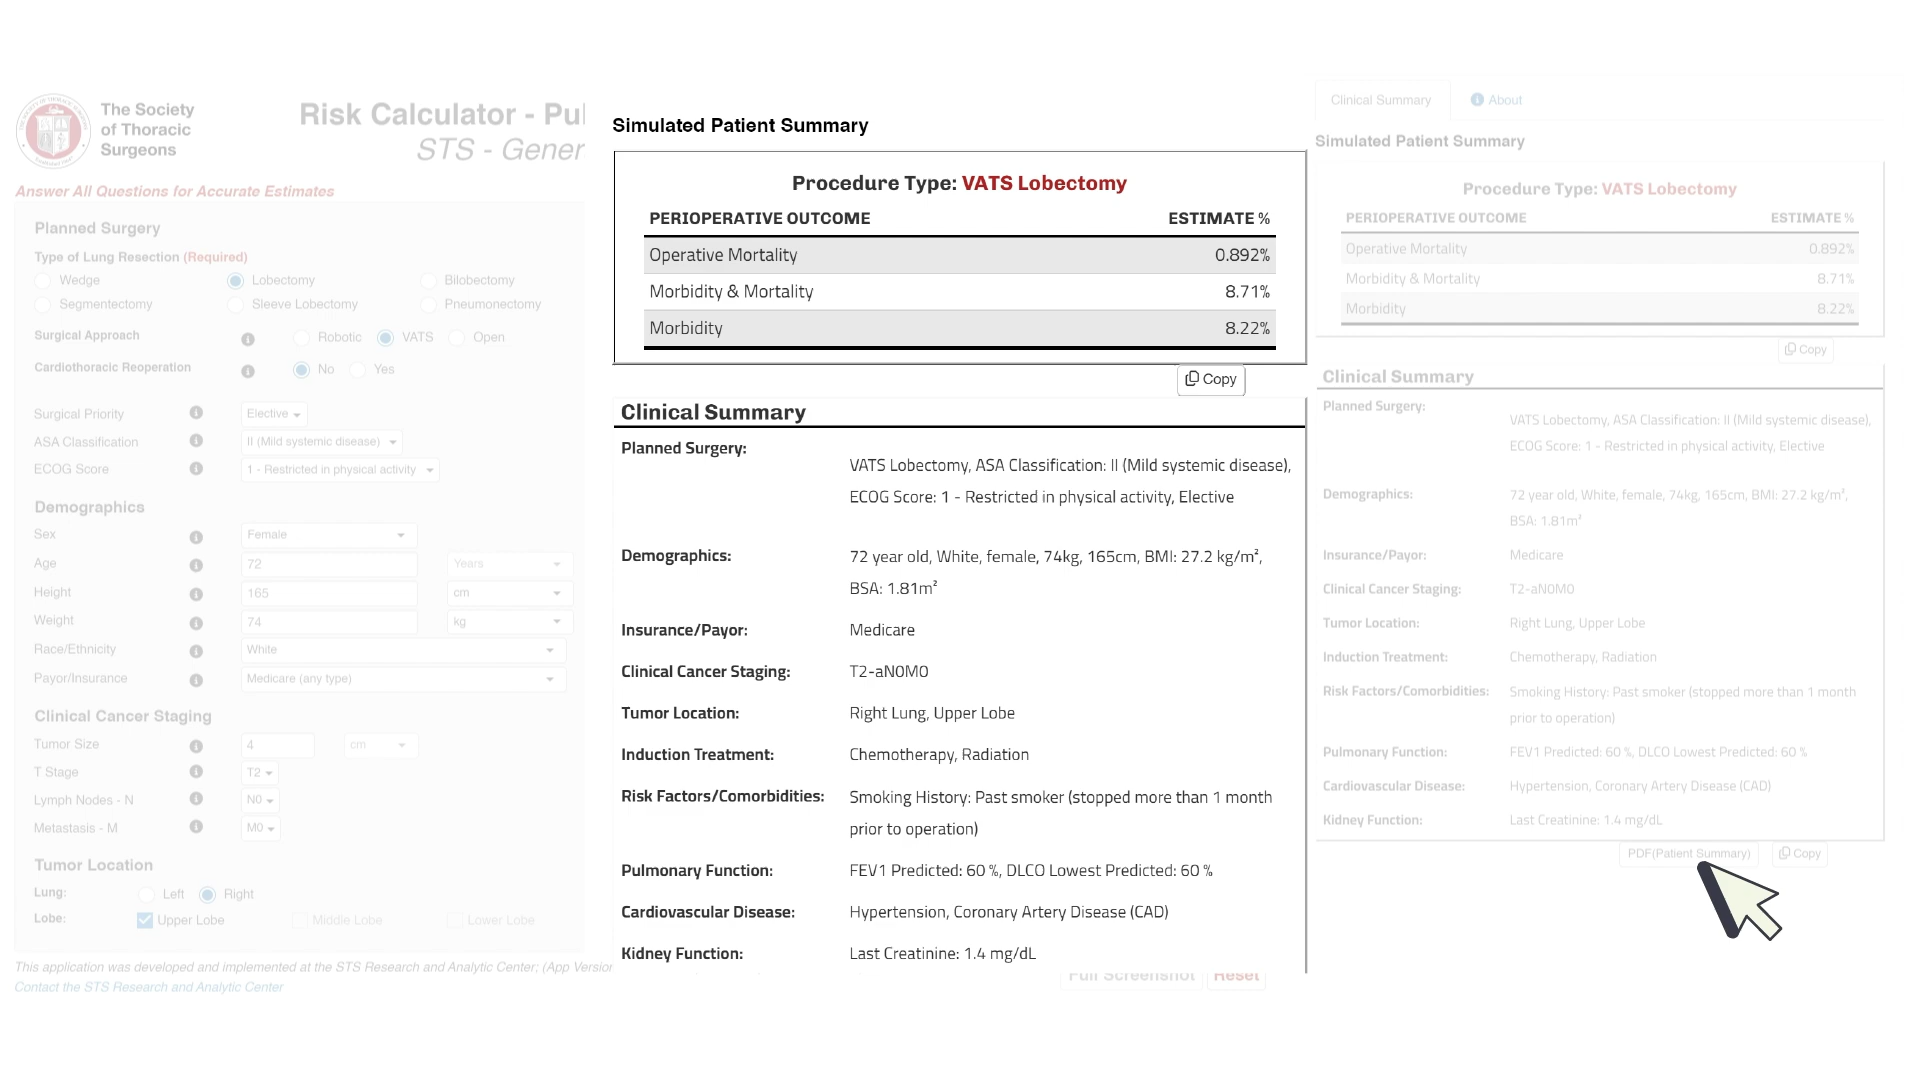 The Society
of Thoracic
Surgeons
Risk Calculator - Pul
STS - Gener
Answer All Questions for Accurate Estimates
Planned Surgery
Type of Lung Resection (Required)
Wedge Lobectomy Bilobectomy
Segmentectomy Sleeve Lobectomy Pneumonectomy
Surgical Approach Robotic VATS Open
Cardiothoracic Reoperation No Yes
Surgical Priority Elective
ASA Classification II (Mild systemic disease)
ECOG Score 1 - Restricted in physical activity
Demographics
Sex Female
Age 72 Years
Height 165 cm
Weight 74 kg
Race/Ethnicity White
Payor/Insurance Medicare (any type)
Clinical Cancer Staging
Tumor Size 4 cm
T Stage T2
Lymph Nodes - N N0
Metastasis - M M0
Tumor Location
Lung: Left Right
Lobe: Upper Lobe Middle Lobe Lower Lobe
This application was developed and implemented at the STS Research and Analytic Center; (App Version
Contact the STS Research and Analytic Center
Simulated Patient Summary
Procedure Type: VATS Lobectomy
PERIOPERATIVE OUTCOME ESTIMATE %
Operative Mortality 0.892%
Morbidity & Mortality 8.71%
Morbidity 8.22%
Copy
Clinical Summary
Planned Surgery:
VATS Lobectomy, ASA Classification: II (Mild systemic disease),
ECOG Score: 1 - Restricted in physical activity, Elective
Demographics: 72 year old, White, female, 74kg, 165cm, BMI: 27.2 kg/m²,
BSA: 1.81m²
Insurance/Payor: Medicare
Clinical Cancer Staging: T2-aN0M0
Tumor Location: Right Lung, Upper Lobe
Induction Treatment: Chemotherapy, Radiation
Risk Factors/Comorbidities: Smoking History: Past smoker (stopped more than 1 month
prior to operation)
Pulmonary Function: FEV1 Predicted: 60 %, DLCO Lowest Predicted: 60 %
Cardiovascular Disease: Hypertension, Coronary Artery Disease (CAD)
Kidney Function: Last Creatinine: 1.4 mg/dL
Full Screenshot Reset
Clinical Summary About
Simulated Patient Summary
Procedure Type: VATS Lobectomy
PERIOPERATIVE OUTCOME ESTIMATE %
Operative Mortality 0.892%
Morbidity & Mortality 8.71%
Morbidity 8.22%
Copy
Clinical Summary
Planned Surgery:
VATS Lobectomy, ASA Classification: II (Mild systemic disease),
ECOG Score: 1 - Restricted in physical activity, Elective
Demographics: 72 year old, White, female, 74kg, 165cm, BMI: 27.2 kg/m²,
BSA: 1.81m²
Insurance/Payor: Medicare
Clinical Cancer Staging: T2-aN0M0
Tumor Location: Right Lung, Upper Lobe
Induction Treatment: Chemotherapy, Radiation
Risk Factors/Comorbidities: Smoking History: Past smoker (stopped more than 1 month
prior to operation)
Pulmonary Function: FEV1 Predicted: 60 %, DLCO Lowest Predicted: 60 %
Cardiovascular Disease: Hypertension, Coronary Artery Disease (CAD)
Kidney Function: Last Creatinine: 1.4 mg/dL
PDF(Patient Summary) Copy